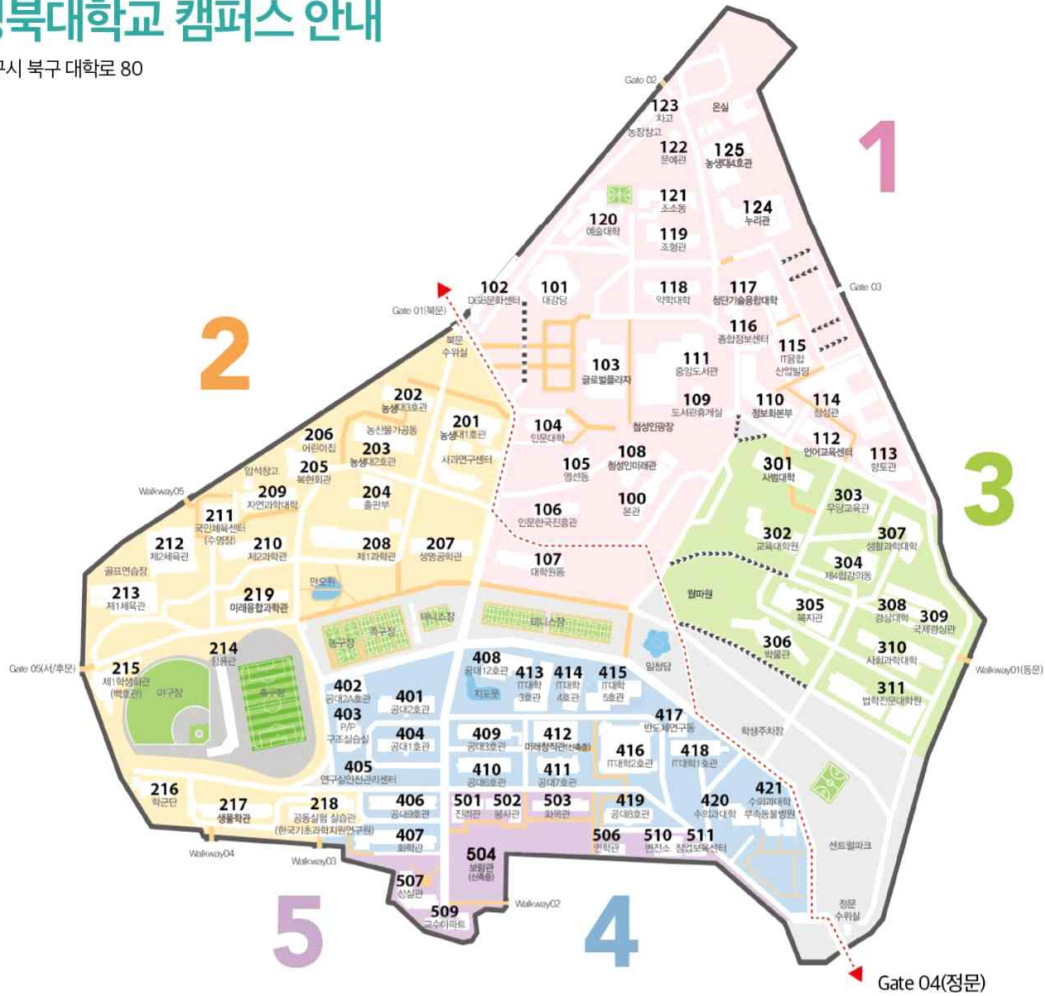 경북대학교 캠퍼스 안내
구시 북구 대학로 80
1
2
3
4
5
Gate 02
123
차고
온실
농장창고
122
문예관
125
농생대4호관
121
조소동
124
누리관
120
예술대학
119
조형관
102
101
대강당
118
약학대학
117
첨단기술융합대학
Gate 03
Gate 01(북문)
북문
수위실
116
종합정보센터
115
IT융합
산업빌딩
103
글로벌플라자
111
중앙도서관
109
도서관휴게실
110
정보화본부
114
첨성관
104
인문대학
첨성인광장
112
언어교육센터
113
향토관
105
영선동
108
첨성인미래관
100
본관
106
인문한국진흥관
107
대학원동
202
농생대3호관
농산물가공동
201
농생대1호관
사과연구센터
206
어린이집
203
농생대2호관
205
복현회관
암석창고
Walkway05
209
자연과학대학
204
출판부
211
국민체육센터
(수영장)
212
제2체육관
210
제2과학관
208
제1과학관
207
생명공학관
골프연습장
213
제1체육관
219
미래융합과학관
농구장
족구장
테니스장
테니스장
214
Gate 05(서/후문)
215
제1학생회관
(백호관)
야구장
축구장
216
학군단
217
생물학관
218
공동실험 실습관
(한국기초과학지원연구원)
Walkway04
Walkway03
301
사범대학
303
우당교육관
302
교육대학원
307
생활과학대학
304
제4합강의동
월파원
305
복지관
308
경상대학
309
국제경상관
306
박물관
310
사회과학대학
311
법학전문대학원
Walkway01(동문)
일청담
408
공대12호관
지도못
413
IT대학
3호관
414
IT대학
4호관
415
IT대학
5호관
402
공대2A호관
401
공대2호관
403
P/P
구조실습실
404
공대1호관
409
공대3호관
412
미래창직관(신축중)
417
반도체연구동
416
IT대학2호관
418
IT대학1호관
학생주차장
405
연구실안전관리센터
410
공대6호관
411
공대7호관
406
공대9호관
407
화학관
419
공대8호관
420
수의과대학
421
수의과대학
부속동물병원
501
진리관
502
봉사관
503
화목관
504
보람관
(신축중)
506
면학관
510
변전소
511
창업보육센터
507
성실관
509
교수아파트
Walkway02
센트럴파크
정문
수위실
Gate 04(정문)